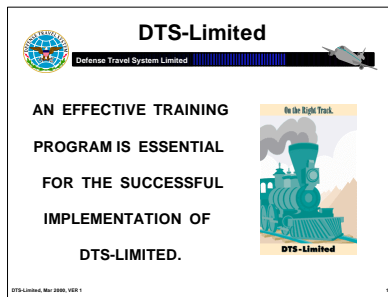 DTS-Limited
Defense Travel System Limited
AN EFFECTIVE TRAINING
PROGRAM IS ESSENTIAL
FOR THE SUCCESSFUL
IMPLEMENTATION OF
DTS-LIMITED.
On the Right Track.
DTS-Limited
DTS-Limited, Mar 2000, VER 1
1